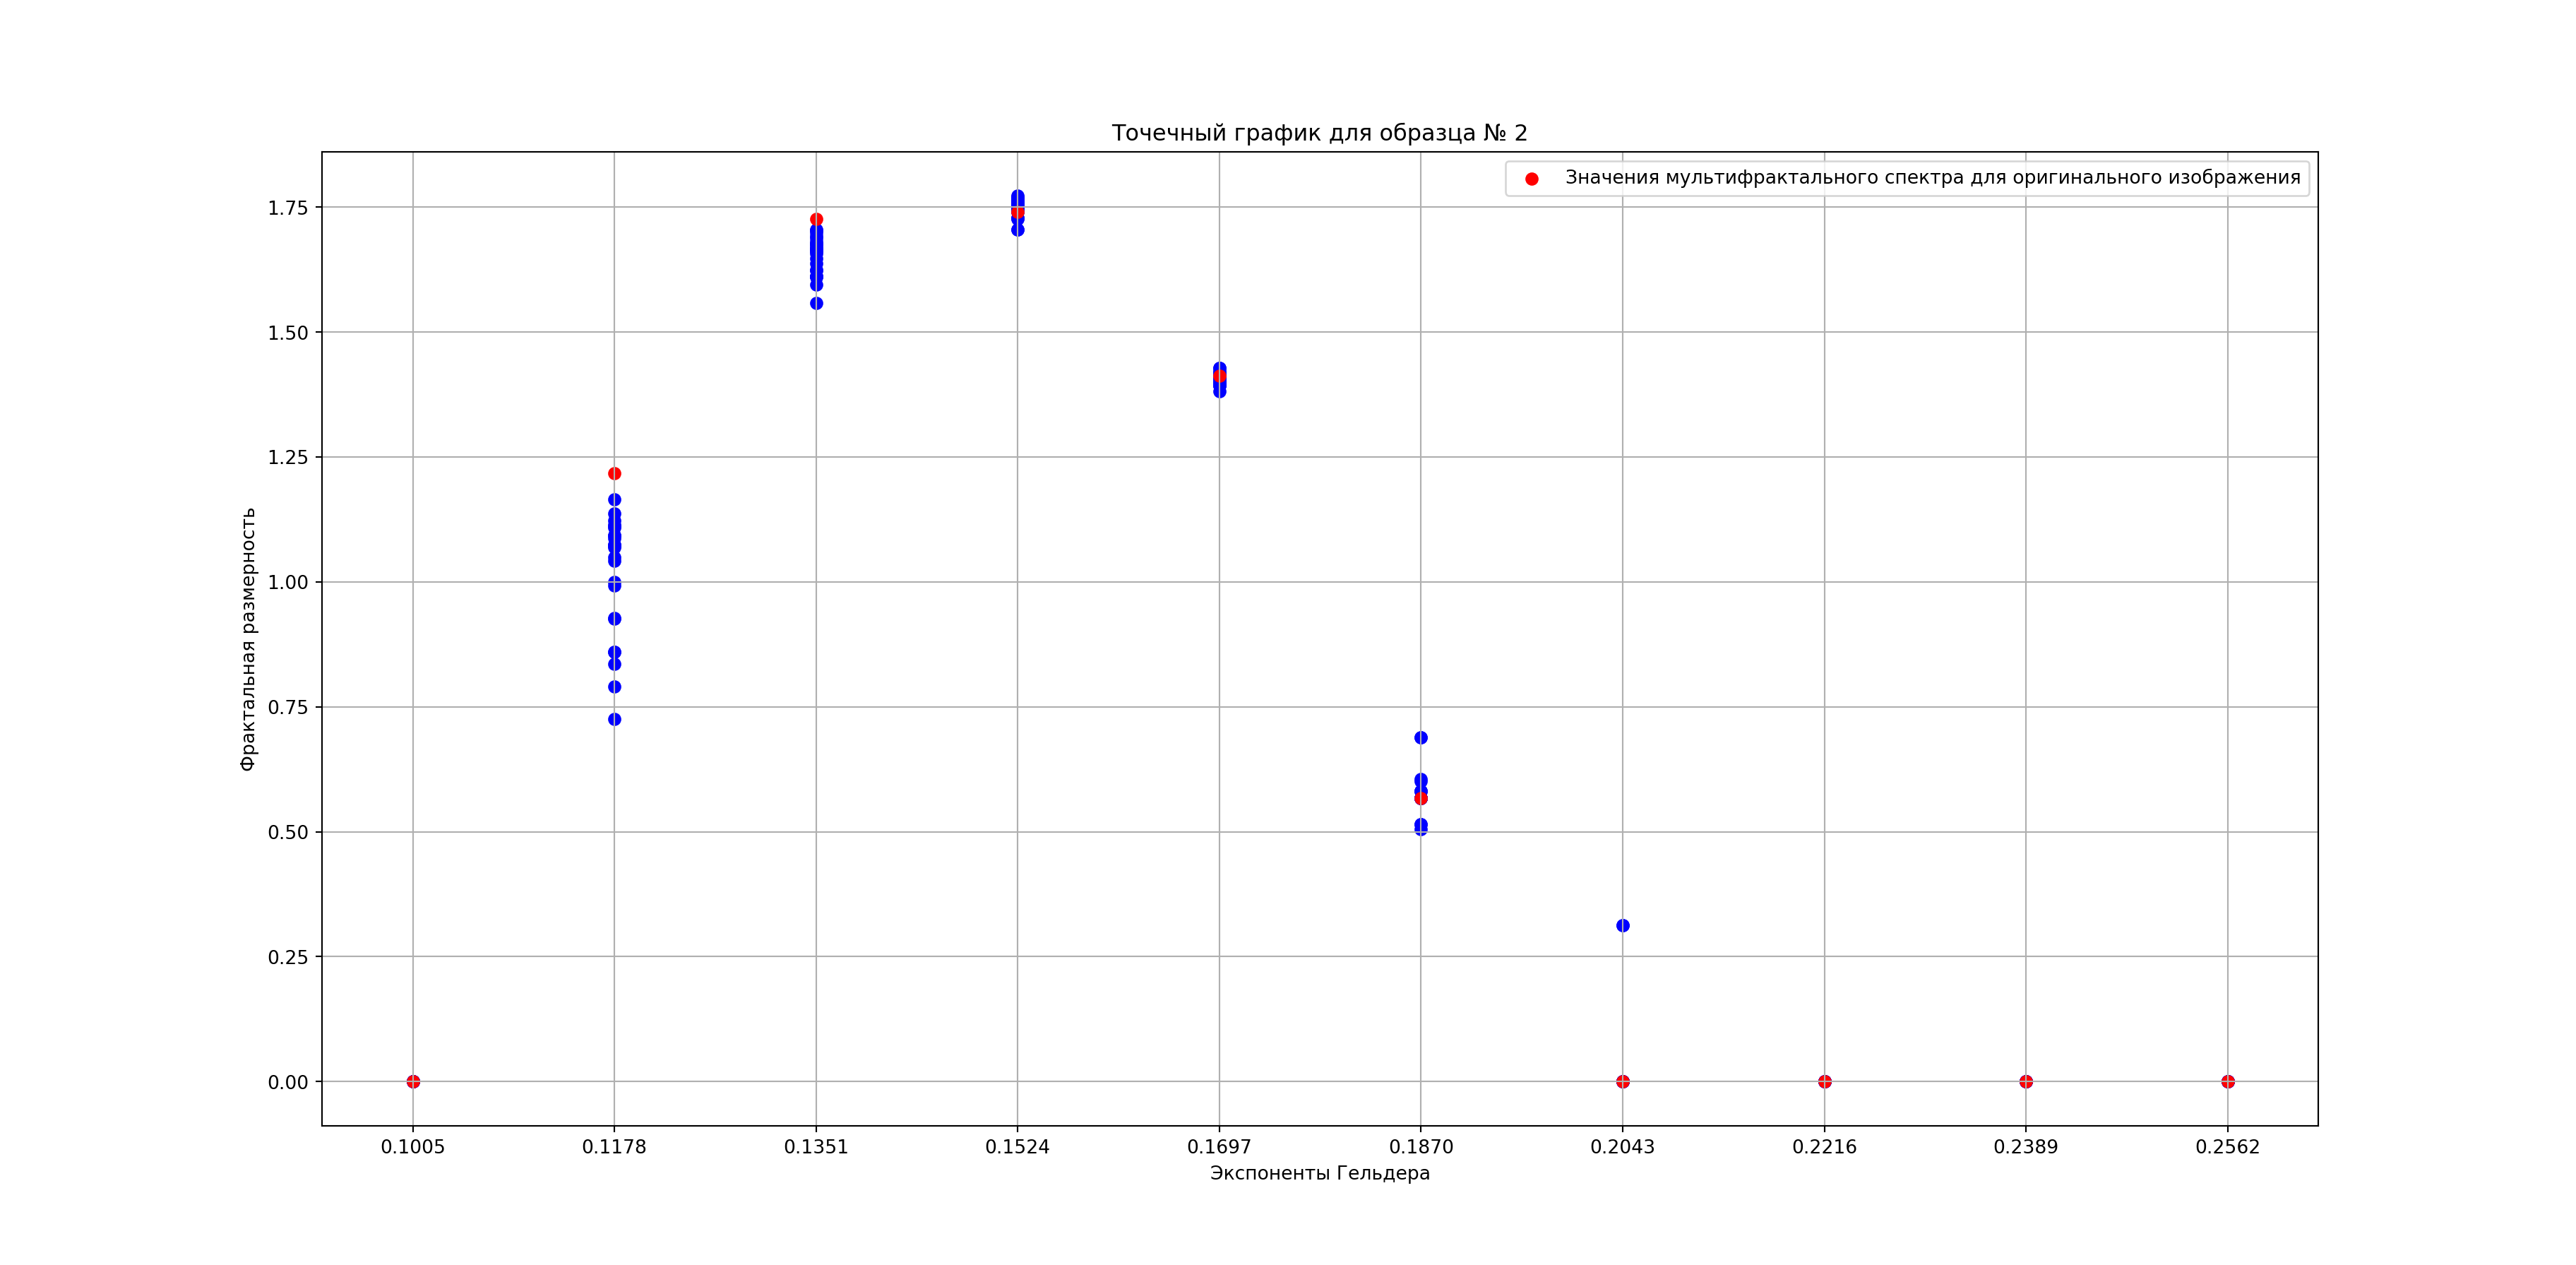 Точечный график для образца № 2
Значения мультифрактального спектра для оригинального изображения
Фрактальная размерность
1.75
1.50
1.25
1.00
0.75
0.50
0.25
0.00
0.1005 0.1178 0.1351 0.1524 0.1697 0.1870 0.2043 0.2216 0.2389 0.2562
Экспоненты Гельдера